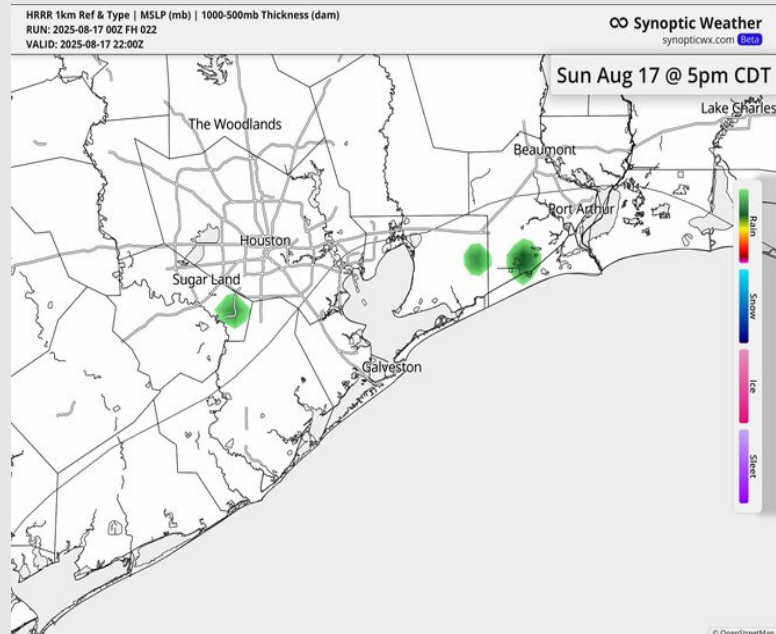 HRRR 1km Ref & Type | MSLP (mb) | 1000-500mb Thickness (dam)
RUN: 2025-08-17 00Z FH 022
VALID: 2025-08-17 22:00Z
Synoptic Weather
synopticwx.com Beta
Sun Aug 17 @ 5pm CDT
Lake Charles
The Woodlands
Beaumont
Port Arthur
Houston
Sugar Land
Galveston
Rain
Snow
Ice
Sleet
© OpenStreetMap